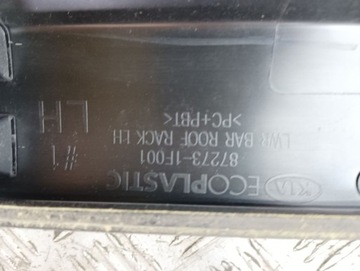 KIA ECOPLASTIC
87273-1F001
LWR BAR ROOF RACK LH
>PC+PBT<
#1 LH